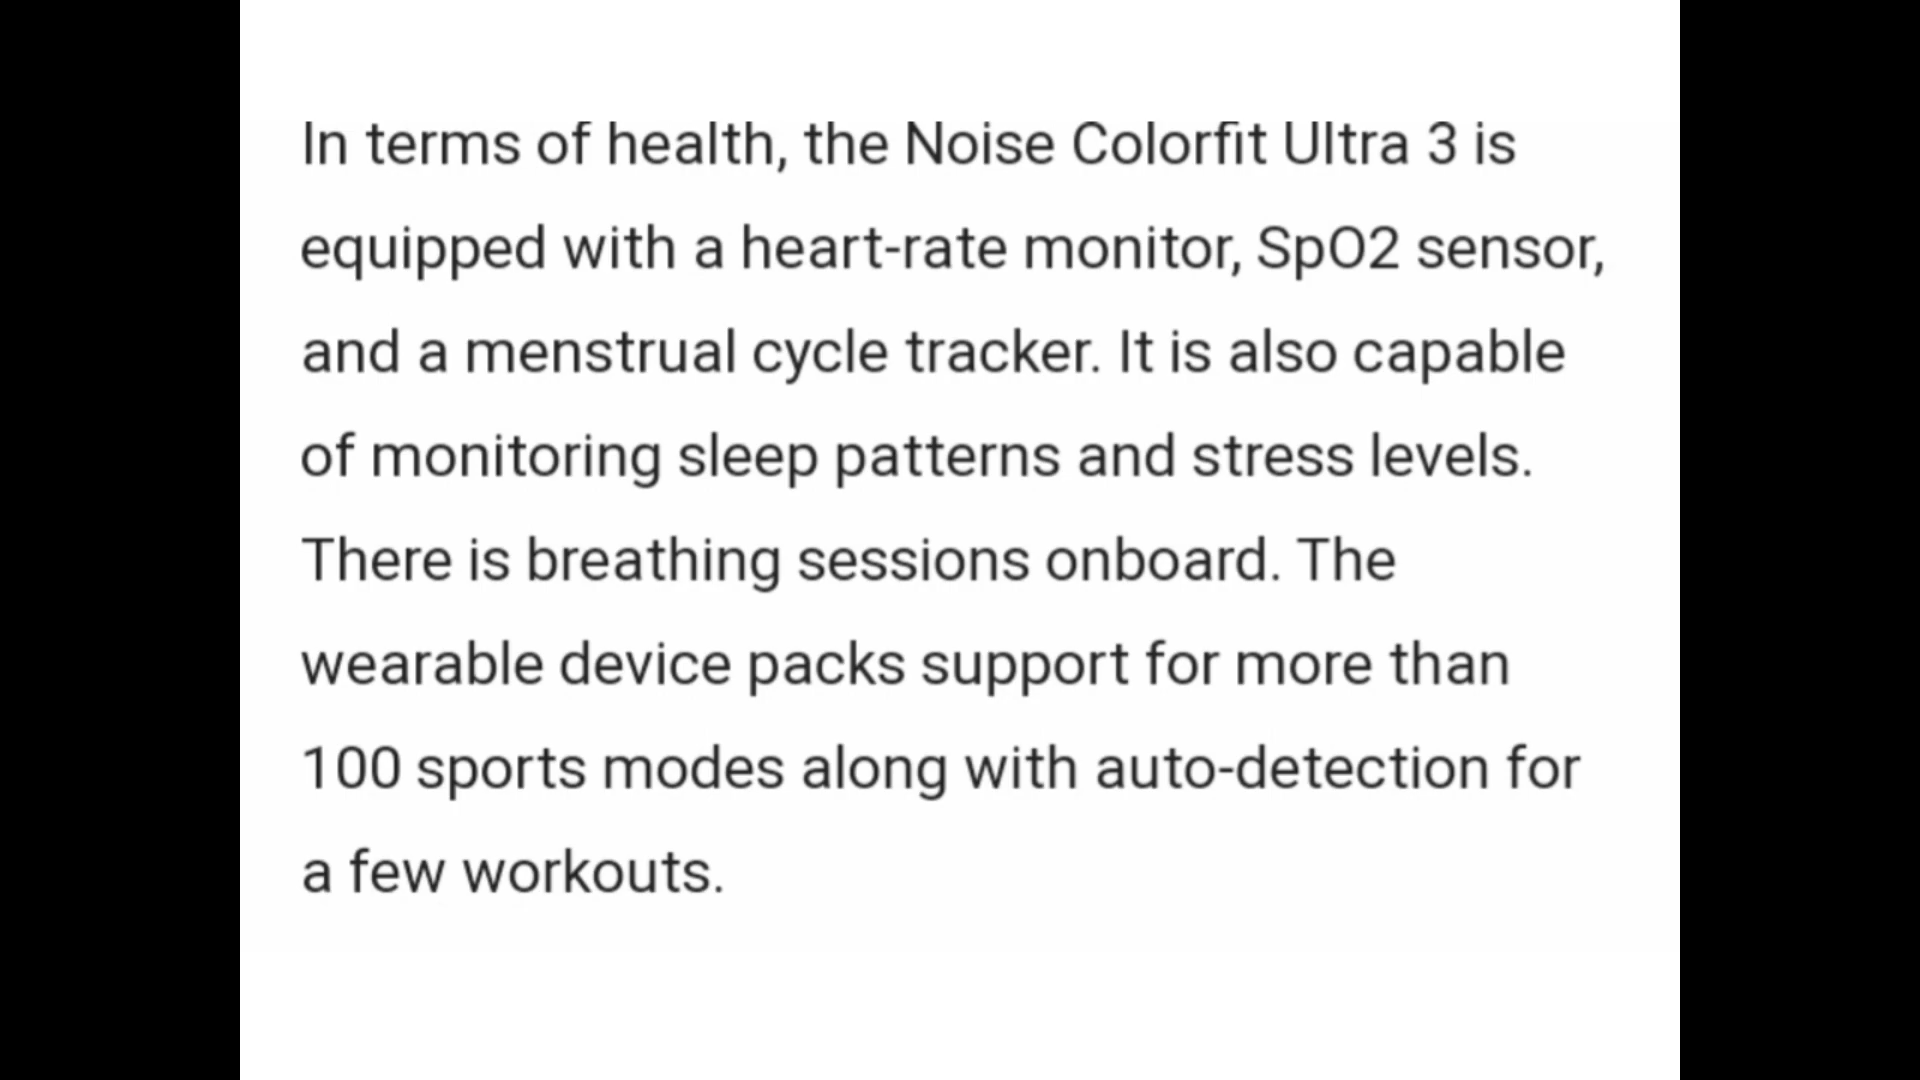 In terms of health, the Noise Colorfit Ultra 3 is
equipped with a heart-rate monitor, SpO2 sensor,
and a menstrual cycle tracker. It is also capable
of monitoring sleep patterns and stress levels.
There is breathing sessions onboard. The
wearable device packs support for more than
100 sports modes along with auto-detection for
a few workouts.